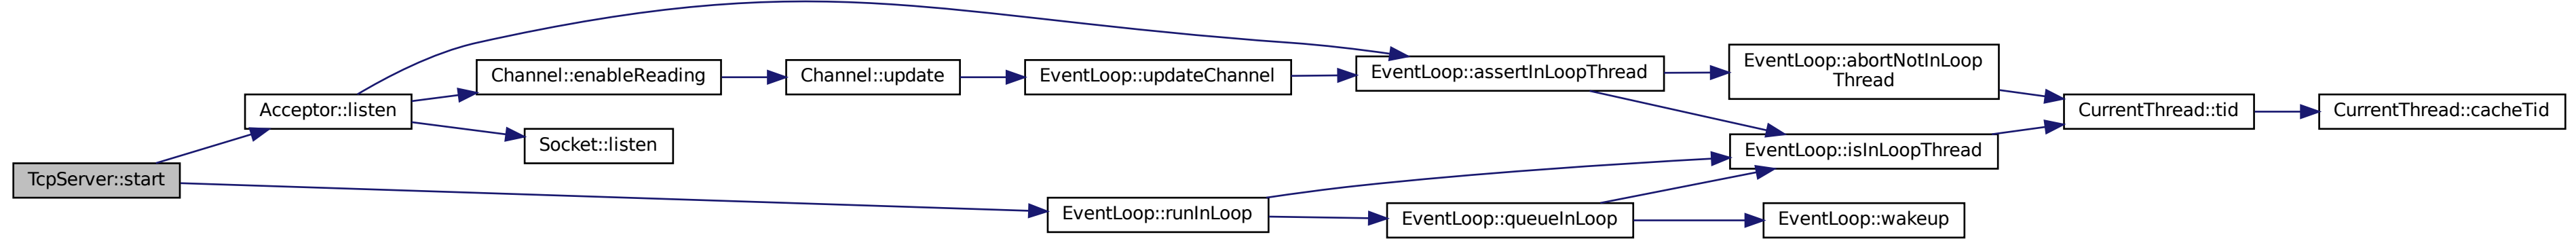 TcpServer::start
Acceptor::listen
Channel::enableReading
Socket::listen
Channel::update
EventLoop::updateChannel
EventLoop::runInLoop
EventLoop::assertInLoopThread
EventLoop::queueInLoop
EventLoop::abortNotInLoop
Thread
EventLoop::isInLoopThread
EventLoop::wakeup
CurrentThread::tid
CurrentThread::cacheTid